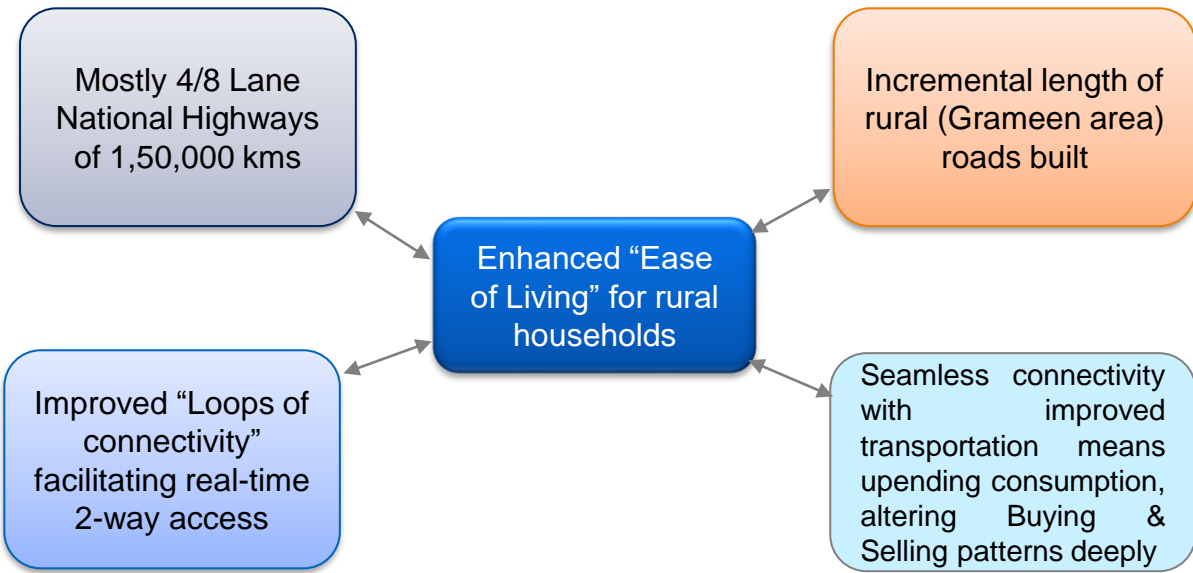 Mostly 4/8 Lane
National Highways
of 1,50,000 kms
Incremental length of
rural (Grameen area)
roads built
Enhanced “Ease
of Living” for rural
households
Improved “Loops of
connectivity”
facilitating real-time
2-way access
Seamless connectivity
with improved
transportation means
upending consumption,
altering Buying &
Selling patterns deeply